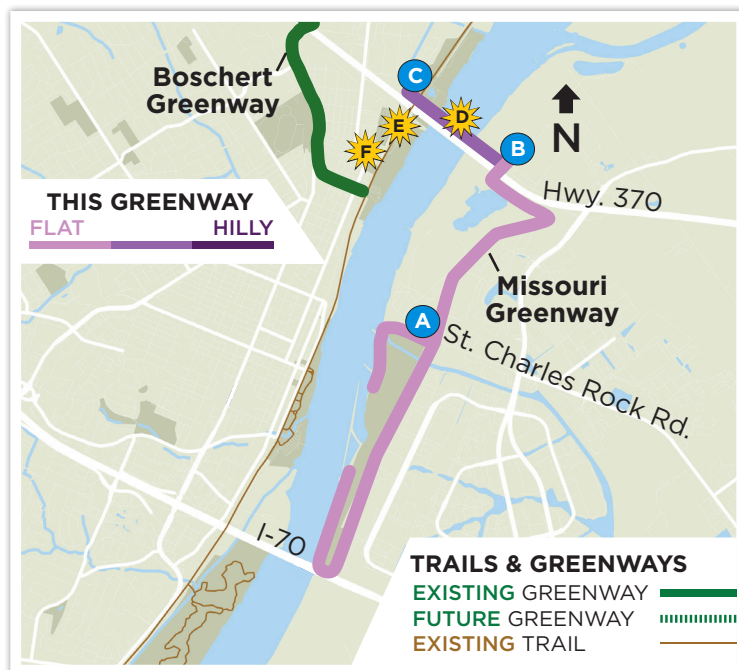 Boschert
Greenway
C
D
E
F
B
N
THIS GREENWAY
FLAT HILLY
Hwy. 370
Missouri
Greenway
A
St. Charles Rock Rd.
I-70
TRAILS & GREENWAYS
EXISTING GREENWAY
FUTURE GREENWAY
EXISTING TRAIL